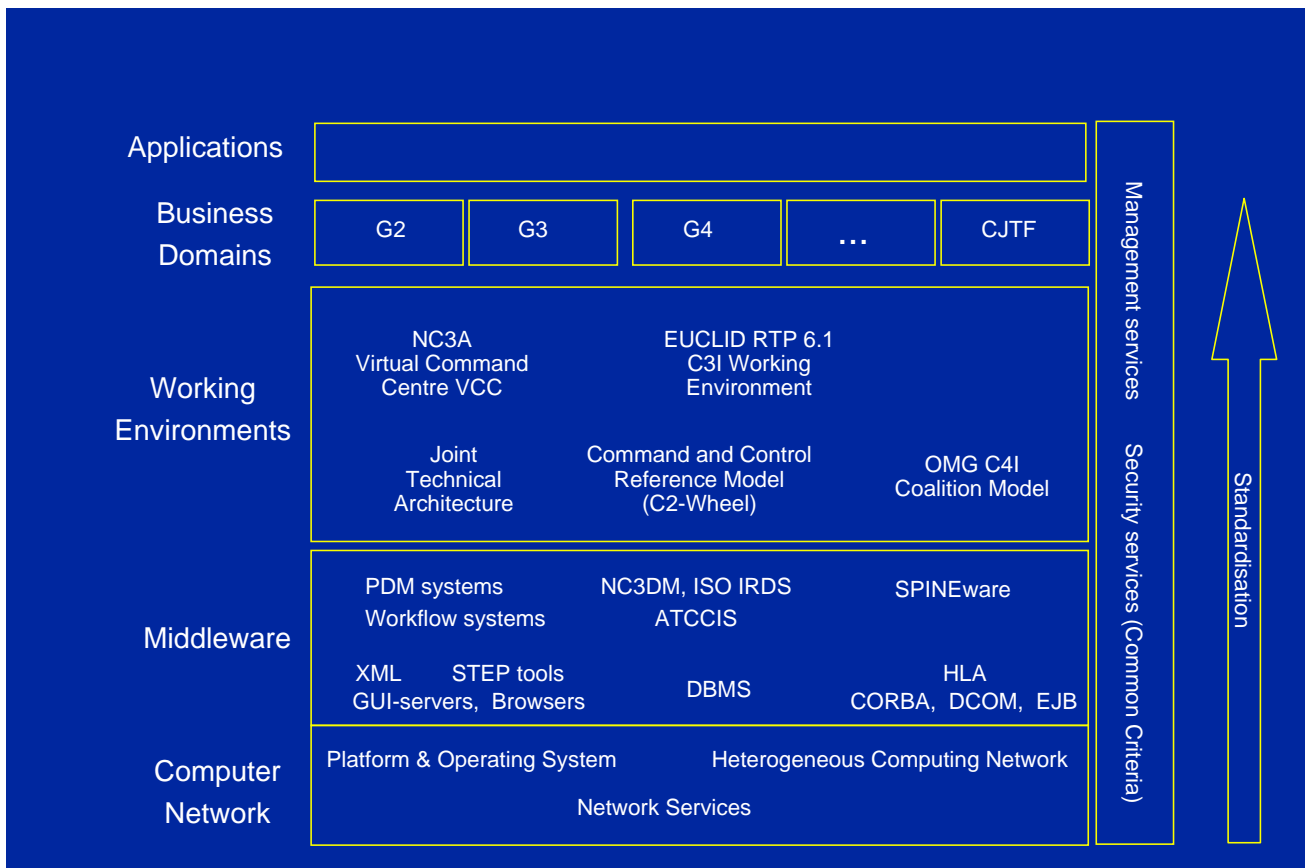 Applications
Business
Domains
G2
G3
G4
...
CJTF
Working
Environments
NC3A
Virtual Command
Centre VCC
EUCLID RTP 6.1
C3I Working
Environment
Joint
Technical
Architecture
Command and Control
Reference Model
(C2-Wheel)
OMG C4I
Coalition Model
Middleware
PDM systems
Workflow systems
NC3DM, ISO IRDS
ATCCIS
SPINEware
XML STEP tools
GUI-servers, Browsers
DBMS
HLA
CORBA, DCOM, EJB
Computer
Network
Platform & Operating System
Heterogeneous Computing Network
Network Services
Management services Security services (Common Criteria)
Standardisation